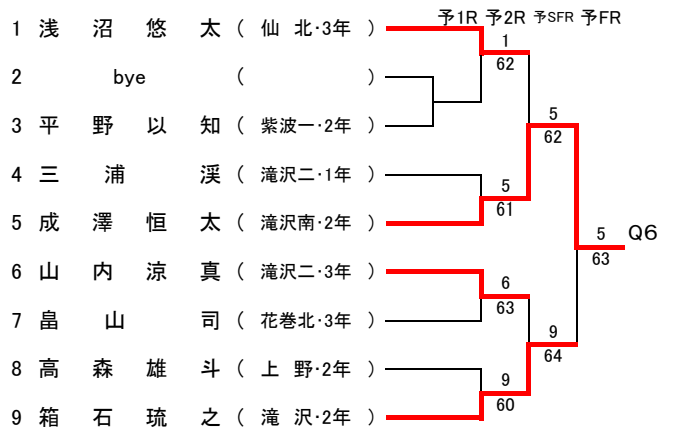 予1R 予2R 予SFR 予FR
1 浅 沼 悠 太 ( 仙 北・3年 )
1
62
2 bye ( )
5
62
3 平 野 以 知 ( 紫波一・2年 )
4 三 浦 渓 ( 滝沢二・1年 )
5
61
5 成 澤 恒 太 ( 滝沢南・2年 )
5 Q6
63
6 山 内 涼 真 ( 滝沢二・3年 )
6
63
7 畠 山 司 ( 花巻北・3年 )
9
64
8 高 森 雄 斗 ( 上 野・2年 )
9
60
9 箱 石 琉 之 ( 滝 沢・2年 )